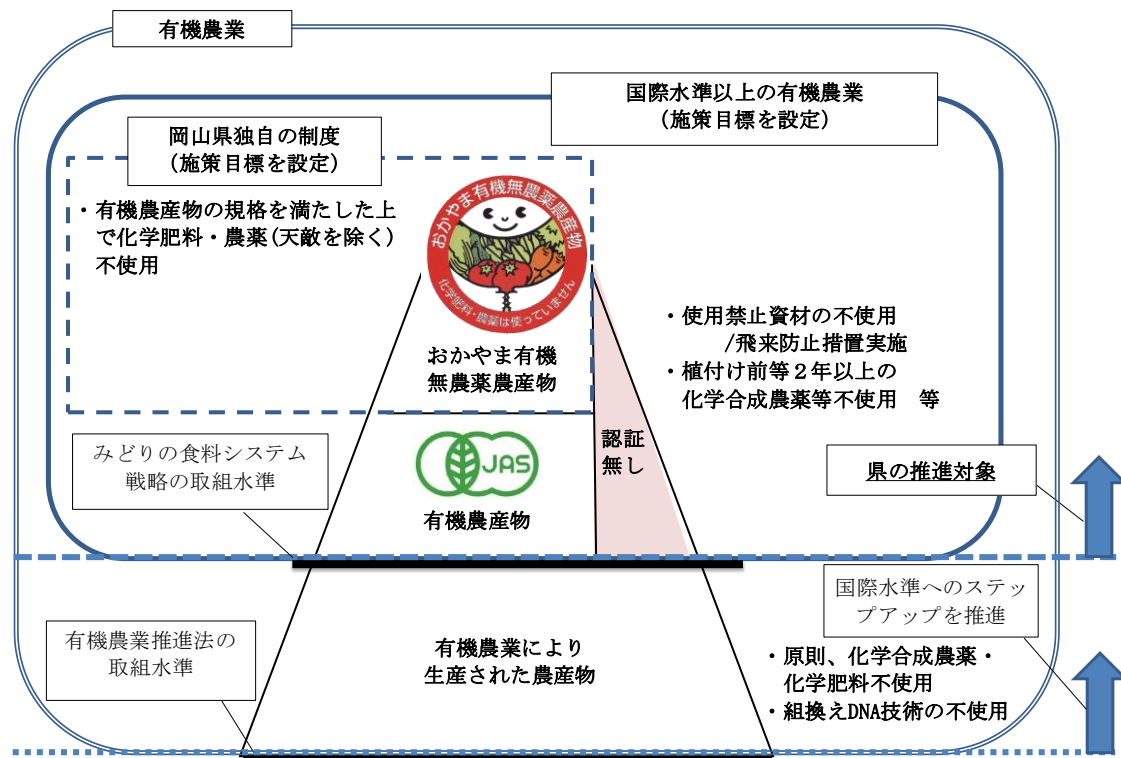 有機農業
国際水準以上の有機農業
(施策目標を設定)
岡山県独自の制度
(施策目標を設定)
・有機農産物の規格を満たした上
で化学肥料・農薬(天敵を除く)
不使用
おかやま有機無農薬農産物
化学肥料・農薬は使っていません
おかやま有機
無農薬農産物
・使用禁止資材の不使用
/飛来防止措置実施
・植付け前等２年以上の
化学合成農薬等不使用　等
認証
無し
みどりの食料システム
戦略の取組水準
JAS
有機農産物
県の推進対象
国際水準へのステッ
プアップを推進
有機農業推進法の
取組水準
有機農業により
生産された農産物
・原則、化学合成農薬・
化学肥料不使用
・組換えDNA技術の不使用